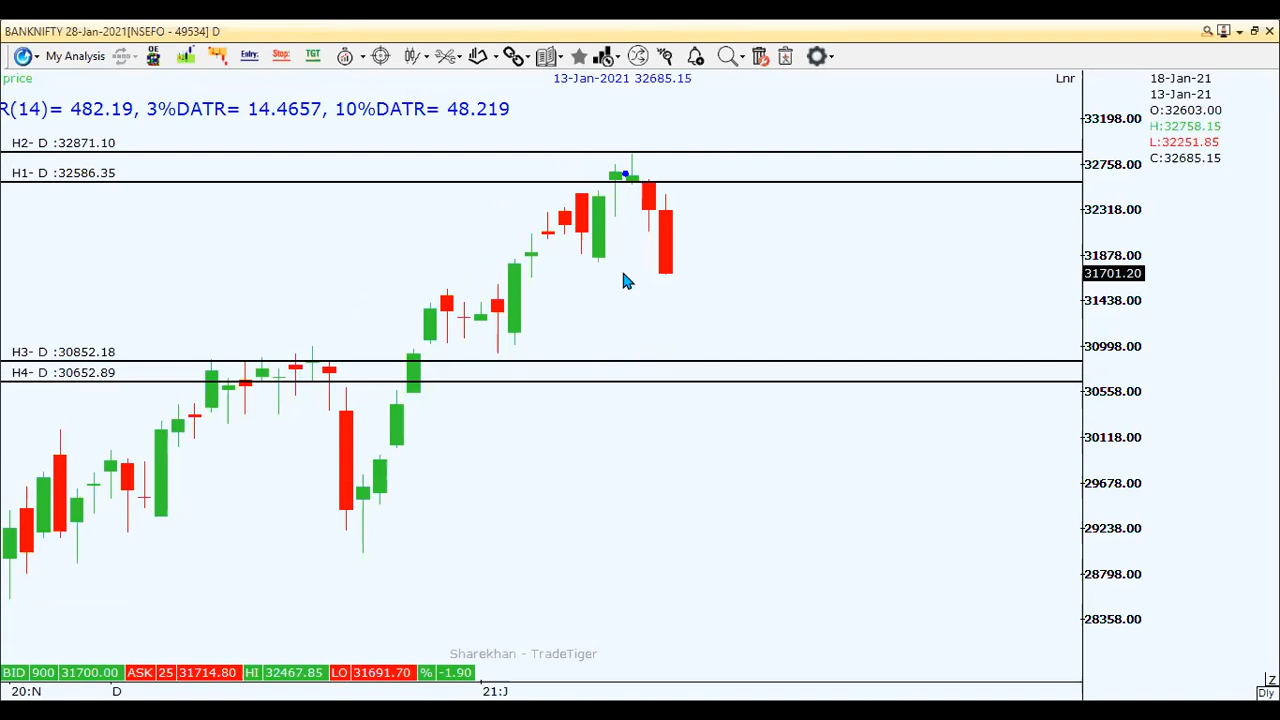 BANKNIFTY 28-Jan-2021[NSEFO - 49534] D
My Analysis
OE
Entry:
Stop:
TGT
price
13-Jan-2021 32685.15
Lnr
18-Jan-21
13-Jan-21
O:32603.00
H:32758.15
L:32251.85
C:32685.15
R(14)= 482.19, 3%DATR= 14.4657, 10%DATR= 48.219
H2- D :32871.10
H1- D :32586.35
H3- D :30852.18
H4- D :30652.89
33198.00
32758.00
32318.00
31878.00
31701.20
31438.00
30998.00
30558.00
30118.00
29678.00
29238.00
28798.00
28358.00
Sharekhan - TradeTiger
BID 900 31700.00 ASK 25 31714.80 HI 32467.85 LO 31691.70 % -1.90
20:N D 21:J
Z
Dly